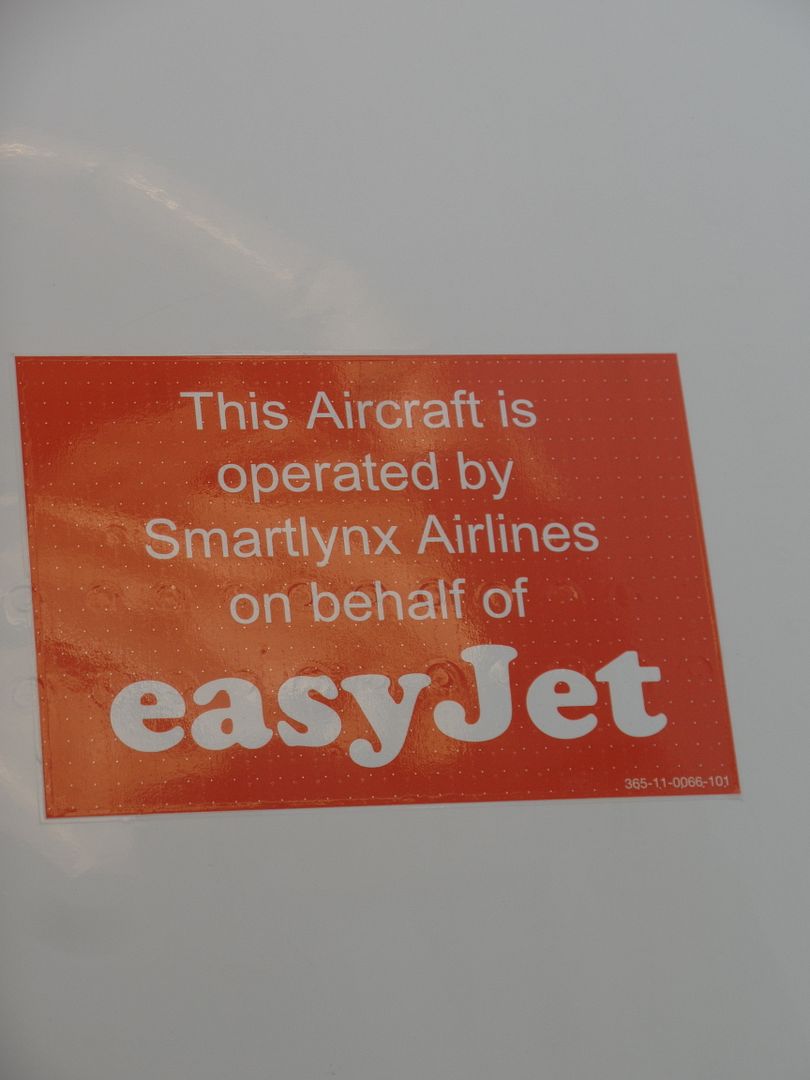 This Aircraft is
operated by
Smartlynx Airlines
on behalf of
easyJet
365-11-0066-101